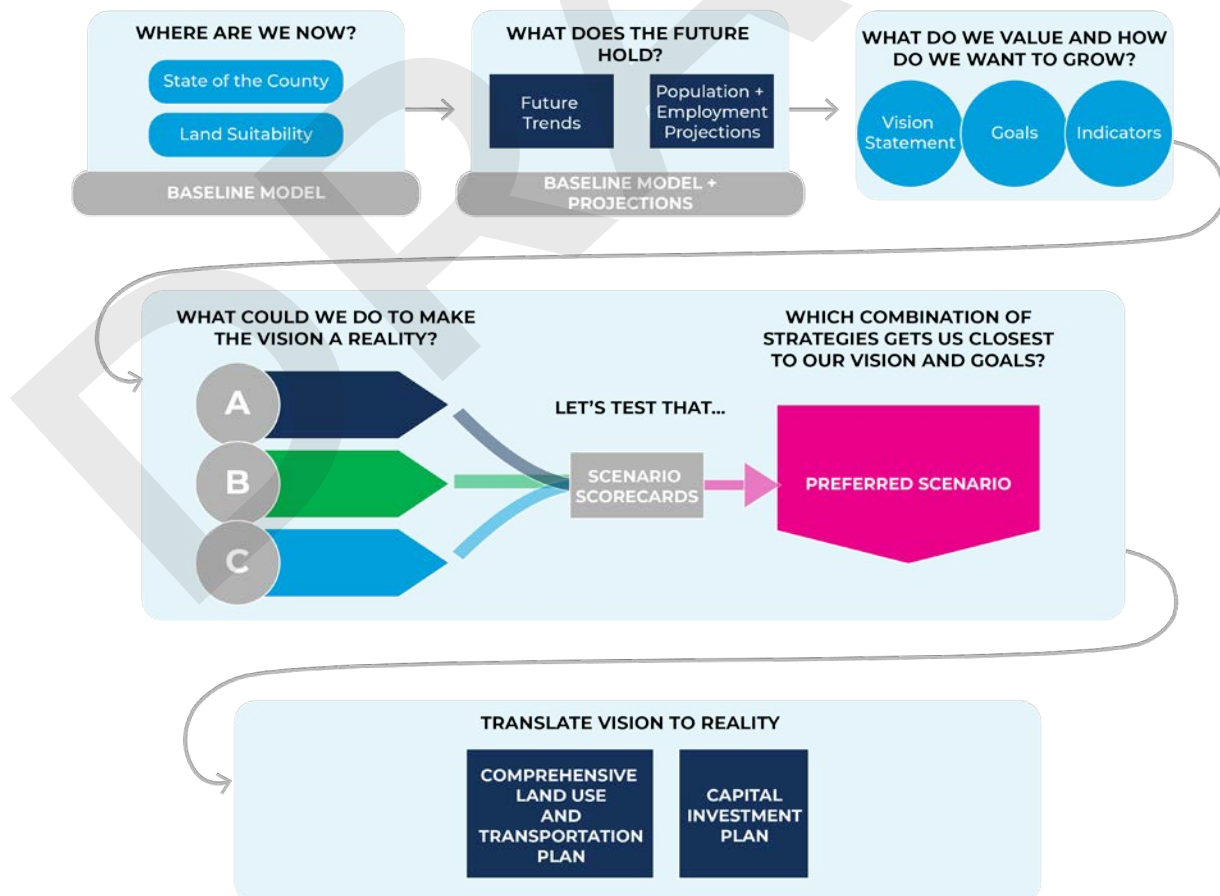 WHERE ARE WE NOW?
State of the County
Land Suitability
BASELINE MODEL
WHAT DOES THE FUTURE
HOLD?
Future
Trends
Population +
Employment
Projections
BASELINE MODEL +
PROJECTIONS
WHAT DO WE VALUE AND HOW
DO WE WANT TO GROW?
Vision
Statement
Goals
Indicators
WHAT COULD WE DO TO MAKE
THE VISION A REALITY?
A
B
C
LET'S TEST THAT...
SCENARIO
SCORECARDS
WHICH COMBINATION OF
STRATEGIES GETS US CLOSEST
TO OUR VISION AND GOALS?
PREFERRED SCENARIO
TRANSLATE VISION TO REALITY
COMPREHENSIVE
LAND USE
AND
TRANSPORTATION
PLAN
CAPITAL
INVESTMENT
PLAN